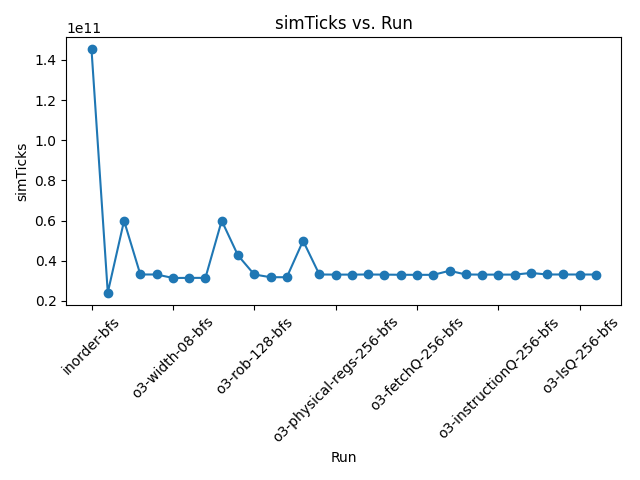 simTicks vs. Run
1e11
1.4
1.2
1.0
0.8
0.6
0.4
0.2
simTicks
inorder-bfs
o3-width-08-bfs
o3-rob-128-bfs
o3-physical-regs-256-bfs
o3-fetchQ-256-bfs
o3-instructionQ-256-bfs
o3-lsQ-256-bfs
Run